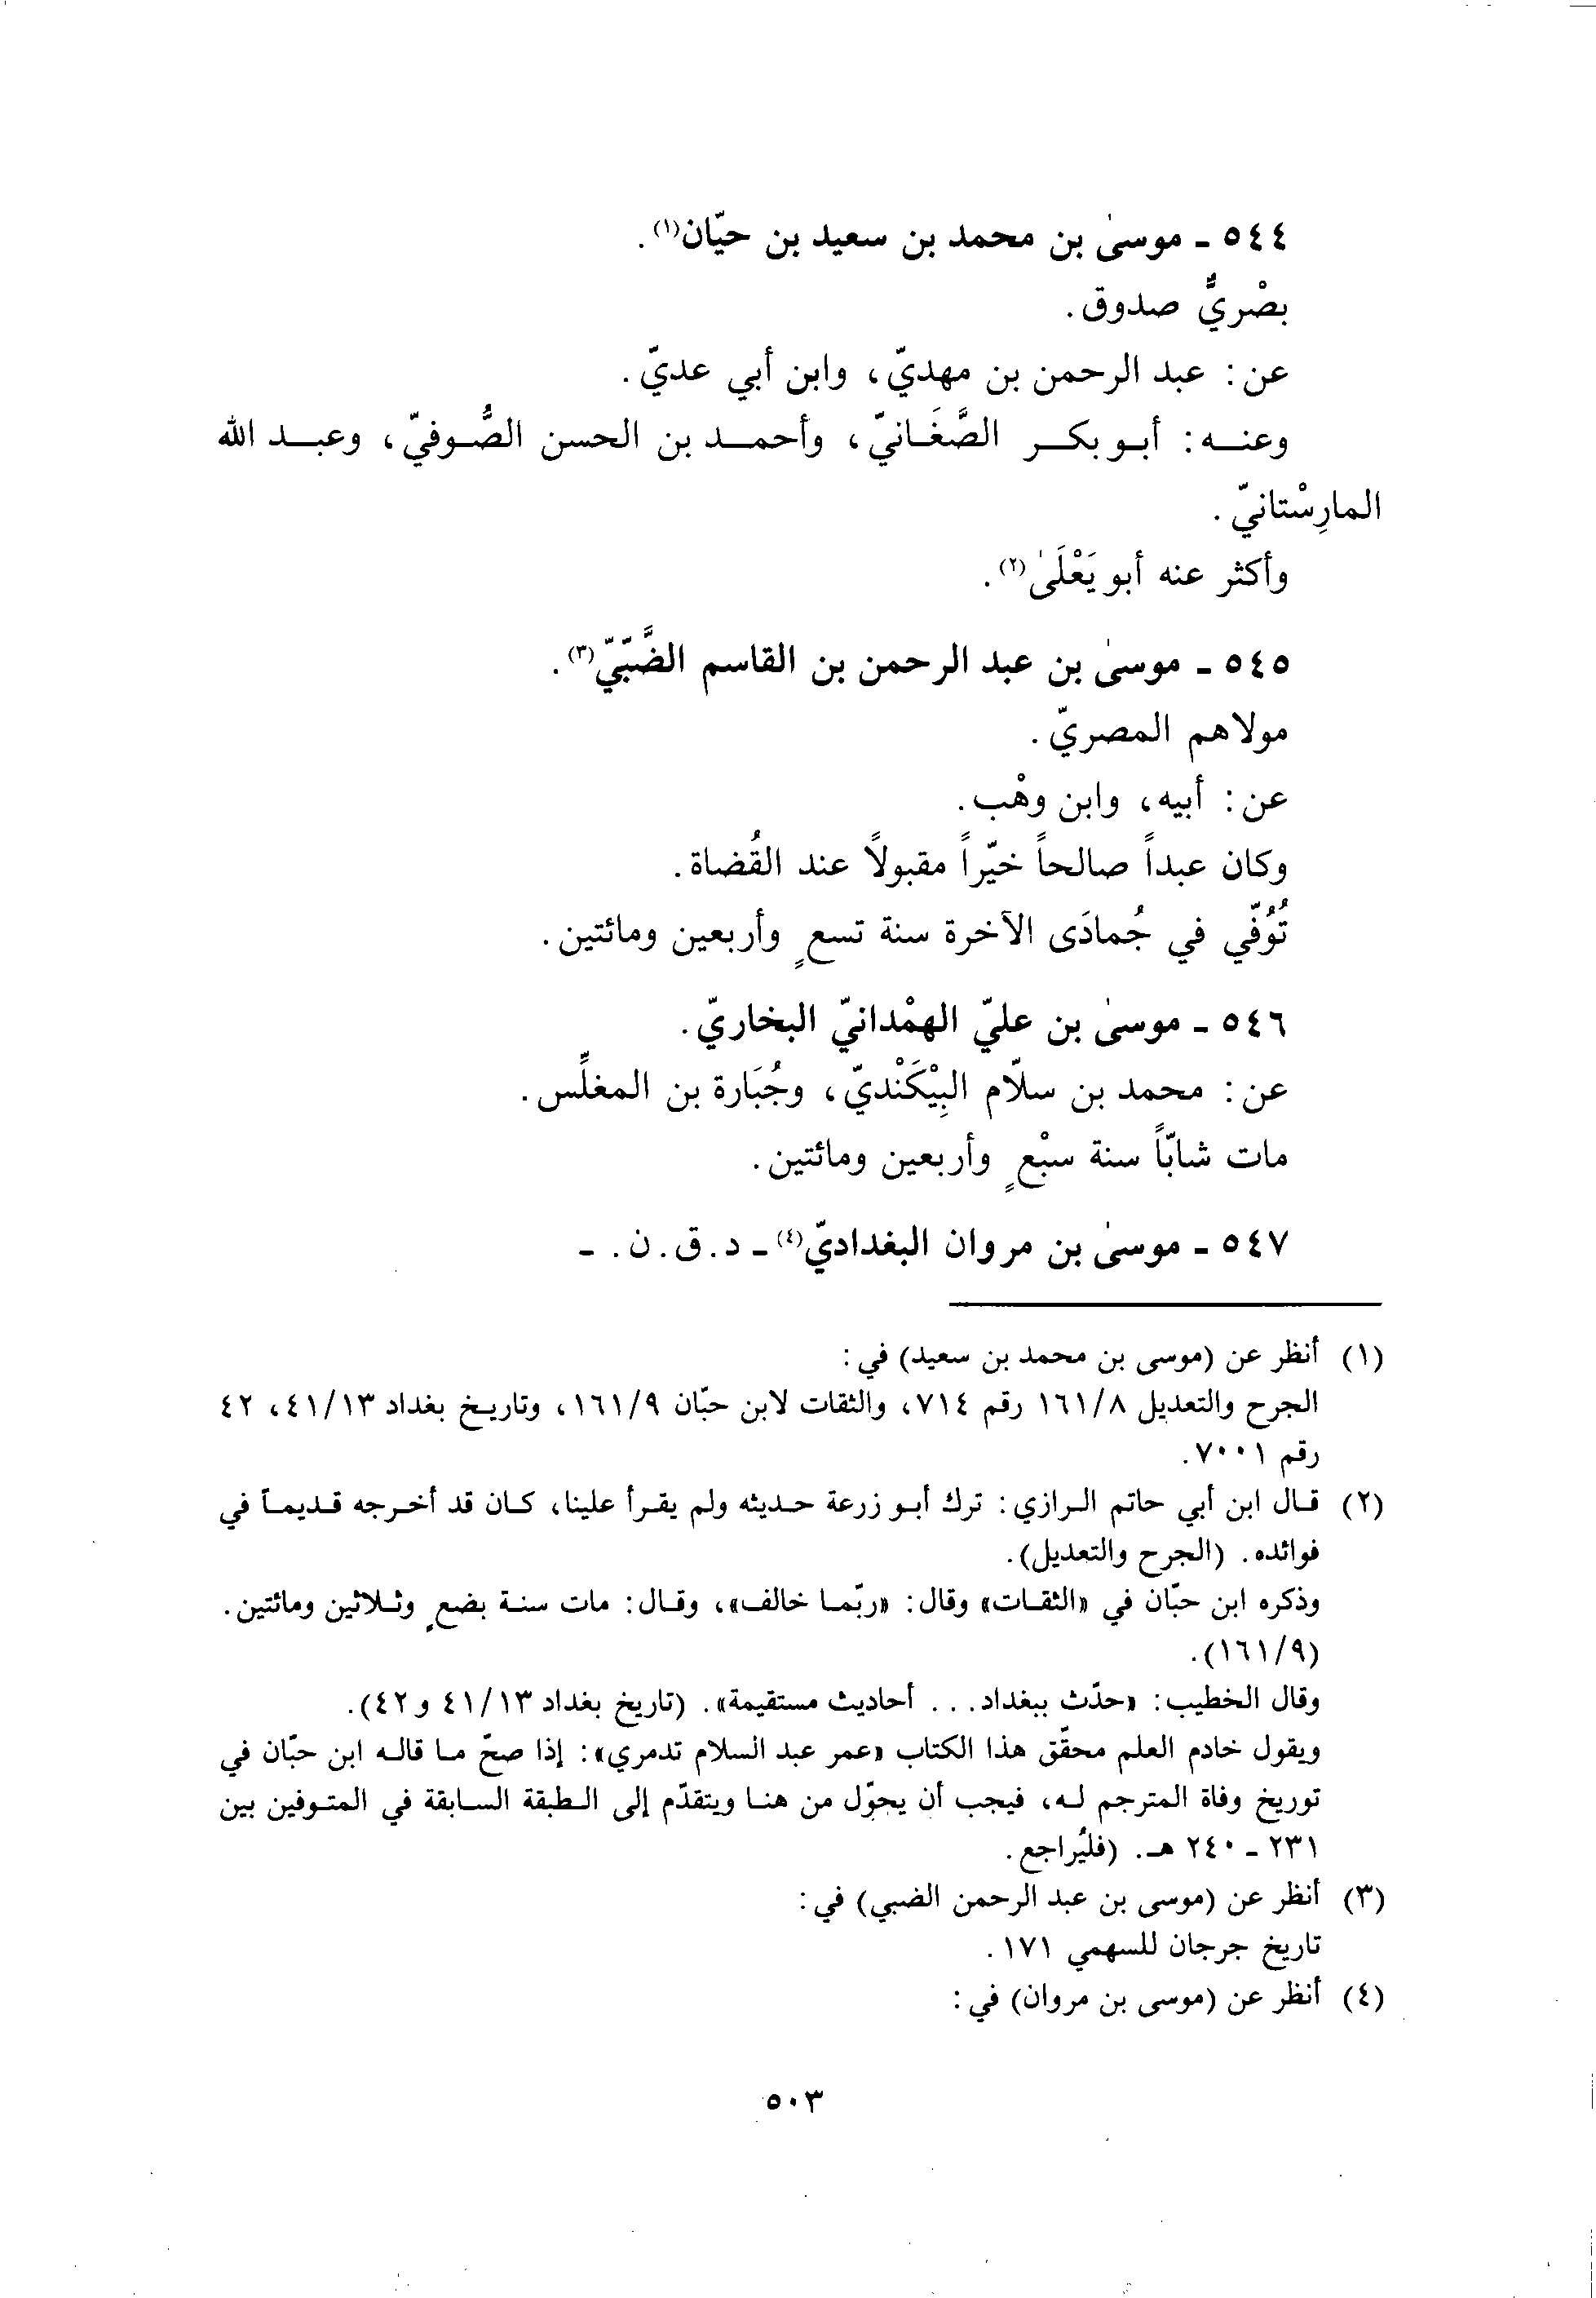 ٥٤٤ ـ موسىٰ بن محمد بن سعيد بن حيّان(١).
بصْريٌّ صدوق.
عن: عبد الرحمن بن مهديّ، وابن أبي عديّ.
وعنـه: أبـو بكـر الصَّغَـانيّ، وأحمـد بن الحسن الصُّوفيّ، وعبـد الله
المارِسْتانيّ.
وأكثر عنه أبو يَعْلَىٰ(٢).
٥٤٥ ـ موسىٰ بن عبد الرحمن بن القاسم الضَّبّيّ(٣).
مولاهم المصريّ.
عن: أبيه، وابن وهْب.
وكان عبداً صالحاً خيّراً مقبولاً عند القُضاة.
تُوُفّي في جُمادَى الآخرة سنة تسعٍ وأربعين ومائتين.
٥٤٦ ـ موسىٰ بن عليّ الهمْدانيّ البخاريّ.
عن: محمد بن سلّام البِيْكَنْديّ، وجُبَارة بن المغلِّس.
مات شابّاً سنة سبْعٍ وأربعين ومائتين.
٥٤٧ ـ موسىٰ بن مروان البغداديّ(٤) ـ د. ق. ن. ـ
(١) أنظر عن (موسى بن محمد بن سعيد) في:
الجرح والتعديل ١٦١/٨ رقم ٧١٤، والثقات لابن حبّان ١٦١/٩، وتاريخ بغداد ٤١/١٣، ٤٢
رقم ٧٠٠١.
(٢) قال ابن أبي حاتم الرازي: ترك أبو زرعة حديثه ولم يقرأ علينا، كان قد أخرجه قديماً في
فوائده. (الجرح والتعديل).
وذكره ابن حبّان في «الثقات» وقال: «ربّما خالف»، وقال: مات سنة بضعٍ وثلاثين ومائتين.
(١٦١/٩).
وقال الخطيب: «حدّث ببغداد... أحاديث مستقيمة». (تاريخ بغداد ٤١/١٣ و٤٢).
ويقول خادم العلم محقّق هذا الكتاب «عمر عبد السلام تدمري»: إذا صحّ ما قاله ابن حبّان في
توريخ وفاة المترجم له، فيجب أن يحوّل من هنا ويتقدّم إلى الطبقة السابقة في المتوفين بين
٢٣١ ـ ٢٤٠ هـ. (فليُراجع.
(٣) أنظر عن (موسى بن عبد الرحمن الضبي) في:
تاريخ جرجان للسهمي ١٧١.
(٤) أنظر عن (موسى بن مروان) في:
٥٠٣